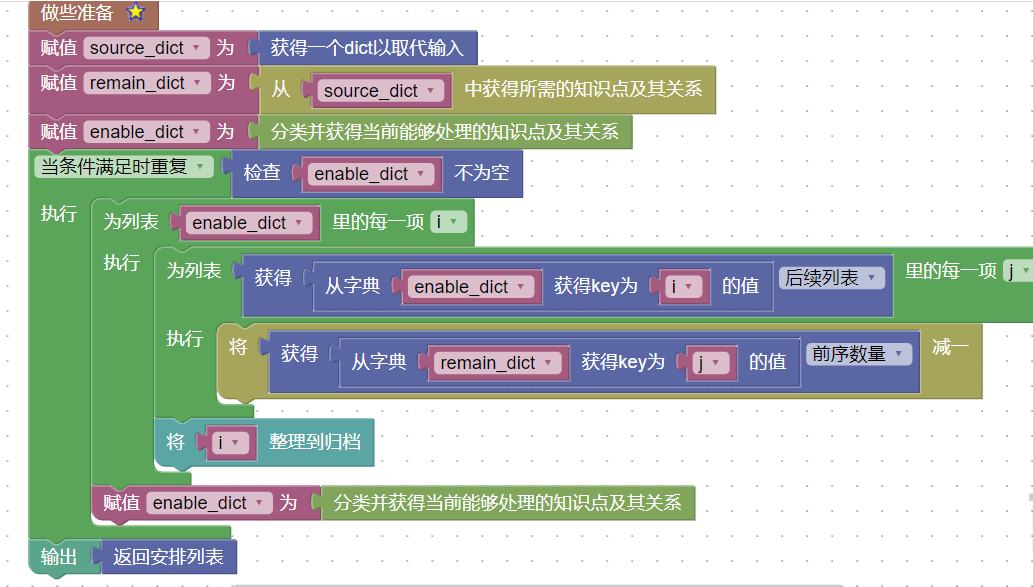 做些准备
赋值 source_dict 为 获得一个dict以取代输入
赋值 remain_dict 为 从 source_dict 中获得所需的知识点及其关系
赋值 enable_dict 为 分类并获得当前能够处理的知识点及其关系
当条件满足时重复 检查 enable_dict 不为空
执行 为列表 enable_dict 里的每一项 i
执行 为列表 获得 从字典 enable_dict 获得key为 i 的值 后续列表 里的每一项 j
执行 将 获得 从字典 remain_dict 获得key为 j 的值 前序数量 减一
将 i 整理到归档
赋值 enable_dict 为 分类并获得当前能够处理的知识点及其关系
输出 返回安排列表